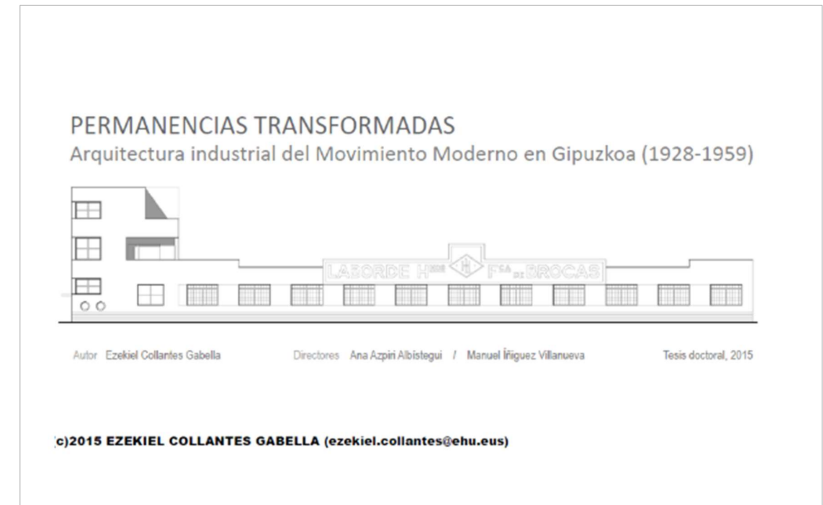 PERMANENCIAS TRANSFORMADAS
Arquitectura industrial del Movimiento Moderno en Gipuzkoa (1928-1959)
LABORDE Hnos H Fca DE BROCAS
Autor Ezekiel Collantes Gabella Directores Ana Azpiri Albístegui / Manuel Íñiguez Villanueva Tesis doctoral, 2015
(c)2015 EZEKIEL COLLANTES GABELLA (ezekiel.collantes@ehu.eus)